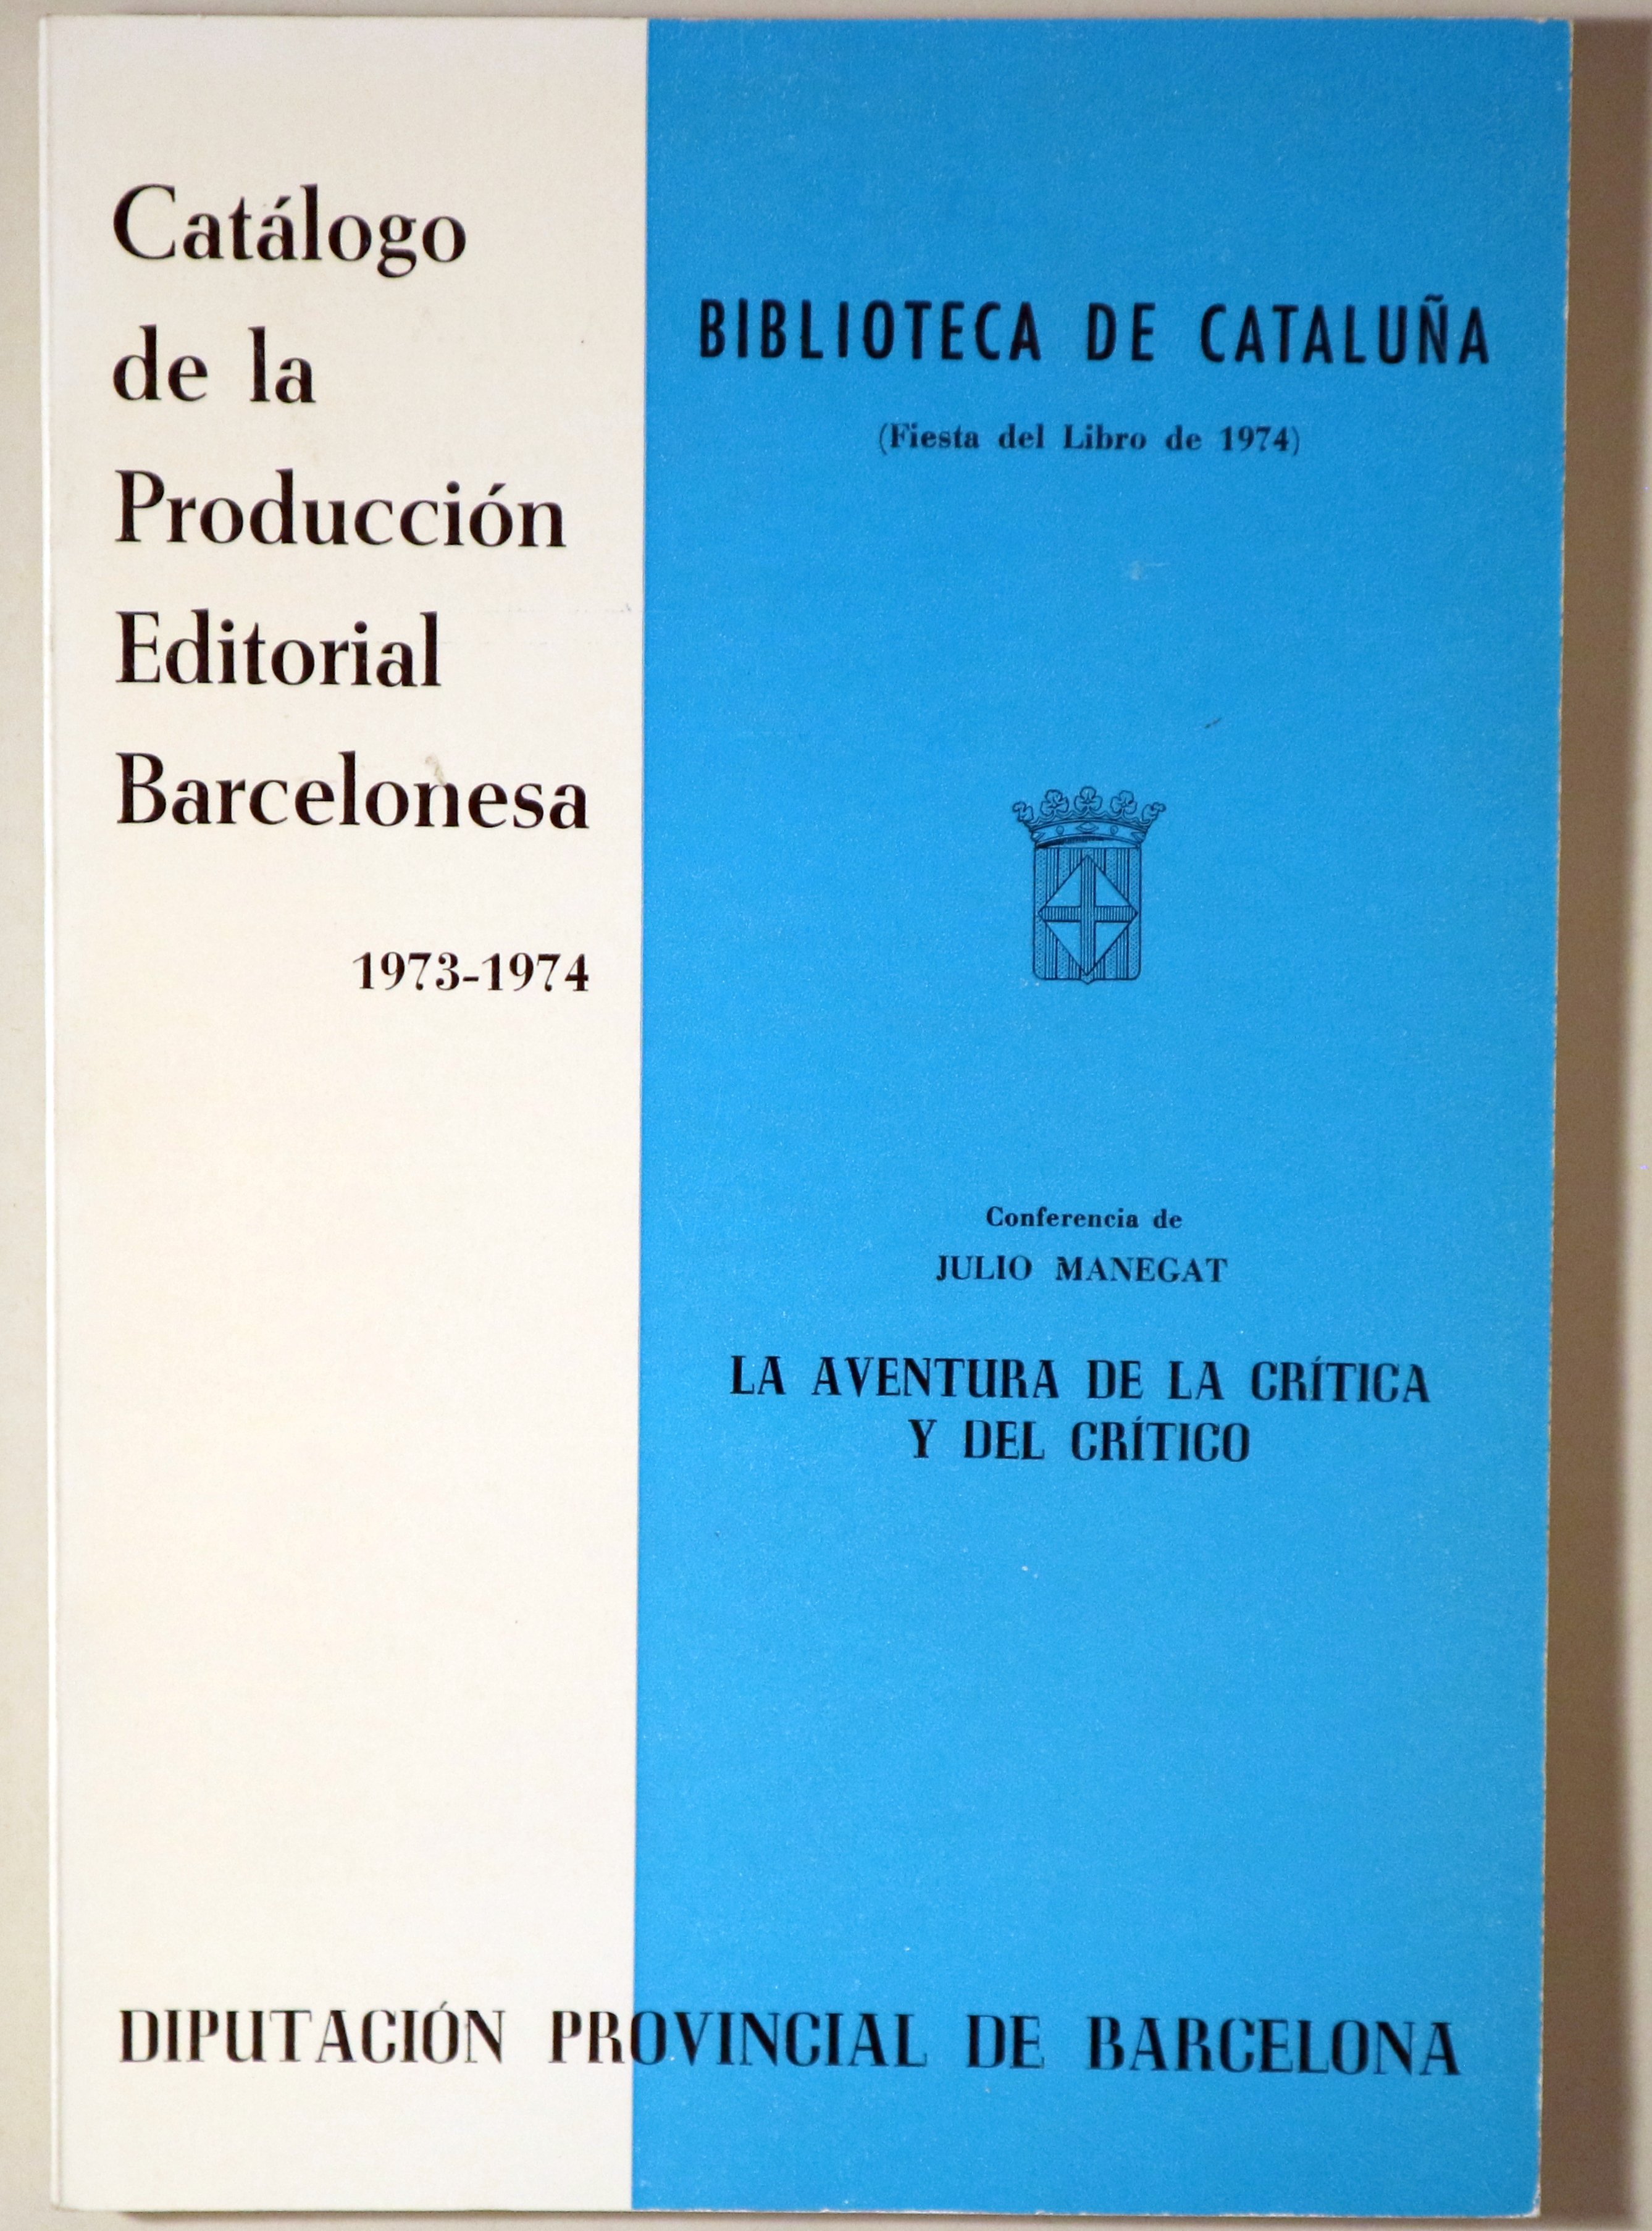 Catálogo
de la
Producción
Editorial
Barcelonesa
1973-1974
BIBLIOTECA DE CATALUÑA
(Fiesta del Libro de 1974)
Conferencia de
JULIO MANEGAT
LA AVENTURA DE LA CRÍTICA
Y DEL CRÍTICO
DIPUTACIÓN PROVINCIAL DE BARCELONA